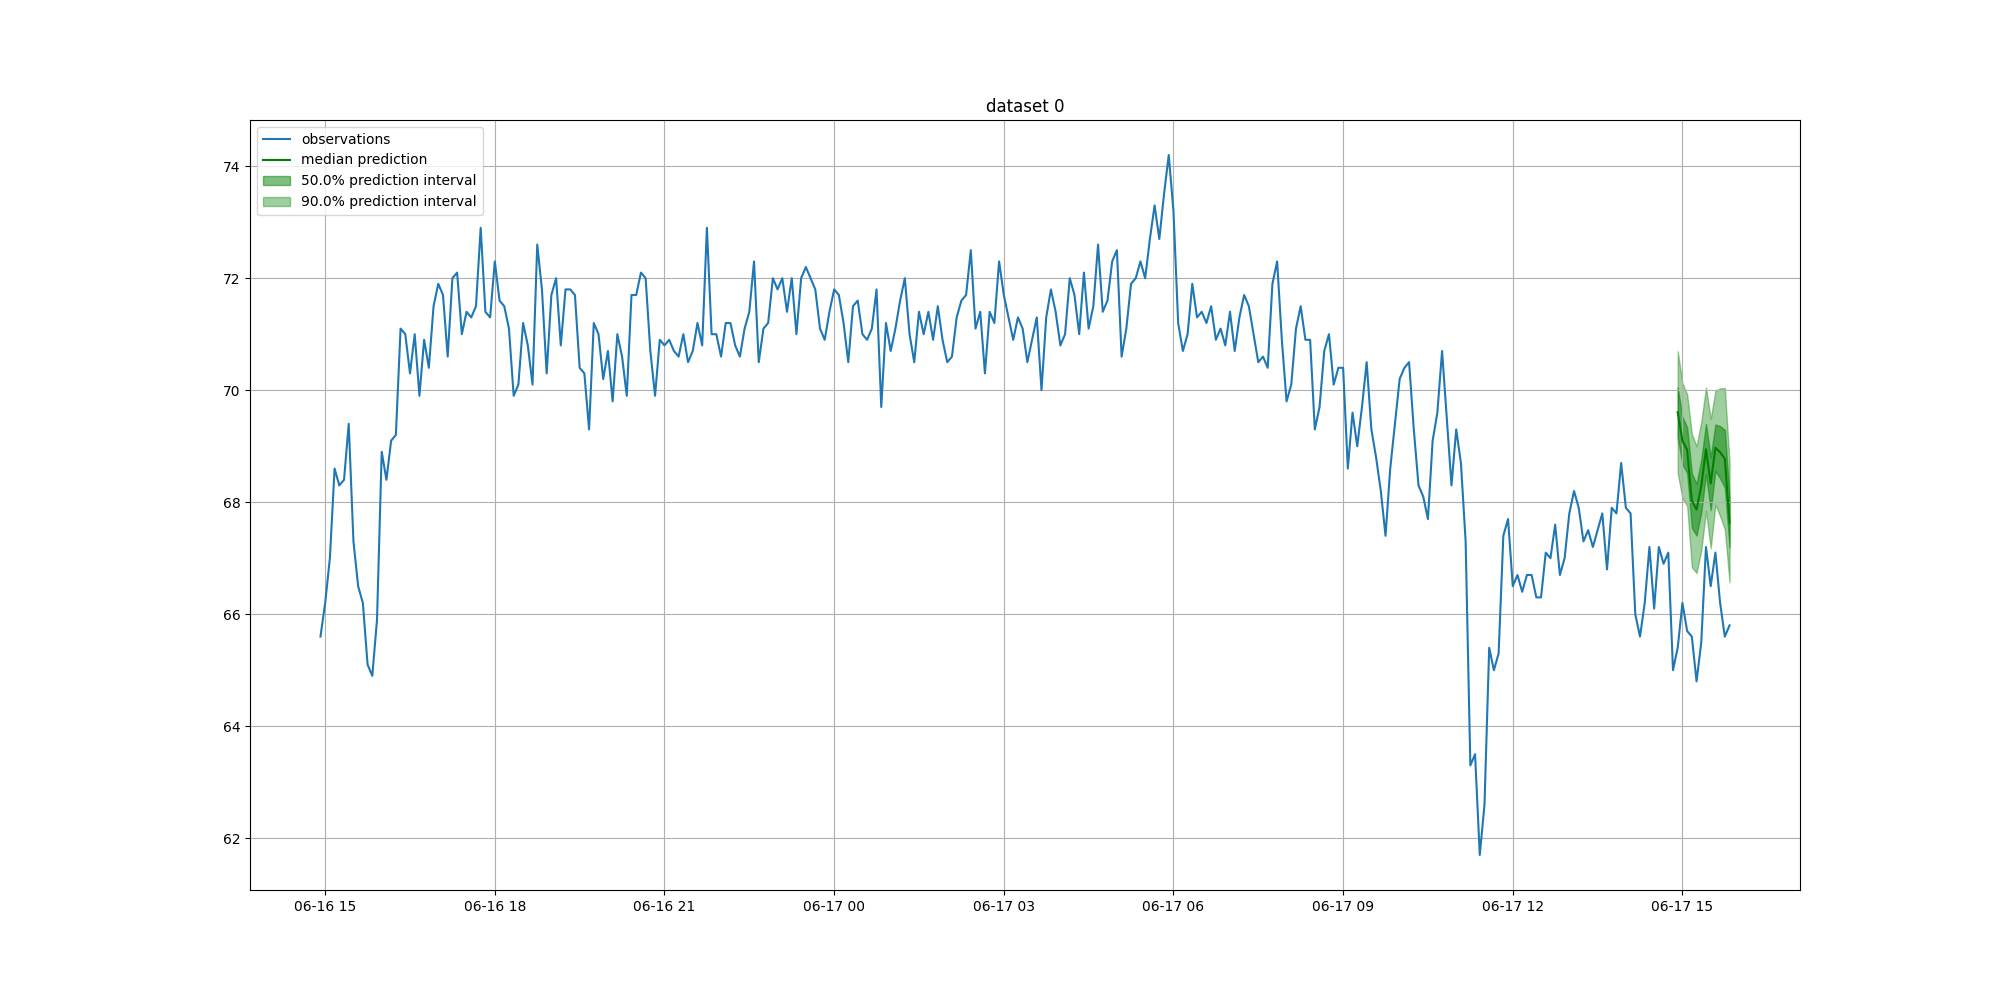 dataset 0
observations
median prediction
50.0% prediction interval
90.0% prediction interval
74
72
70
68
66
64
62
06-16 15 06-16 18 06-16 21 06-17 00 06-17 03 06-17 06 06-17 09 06-17 12 06-17 15